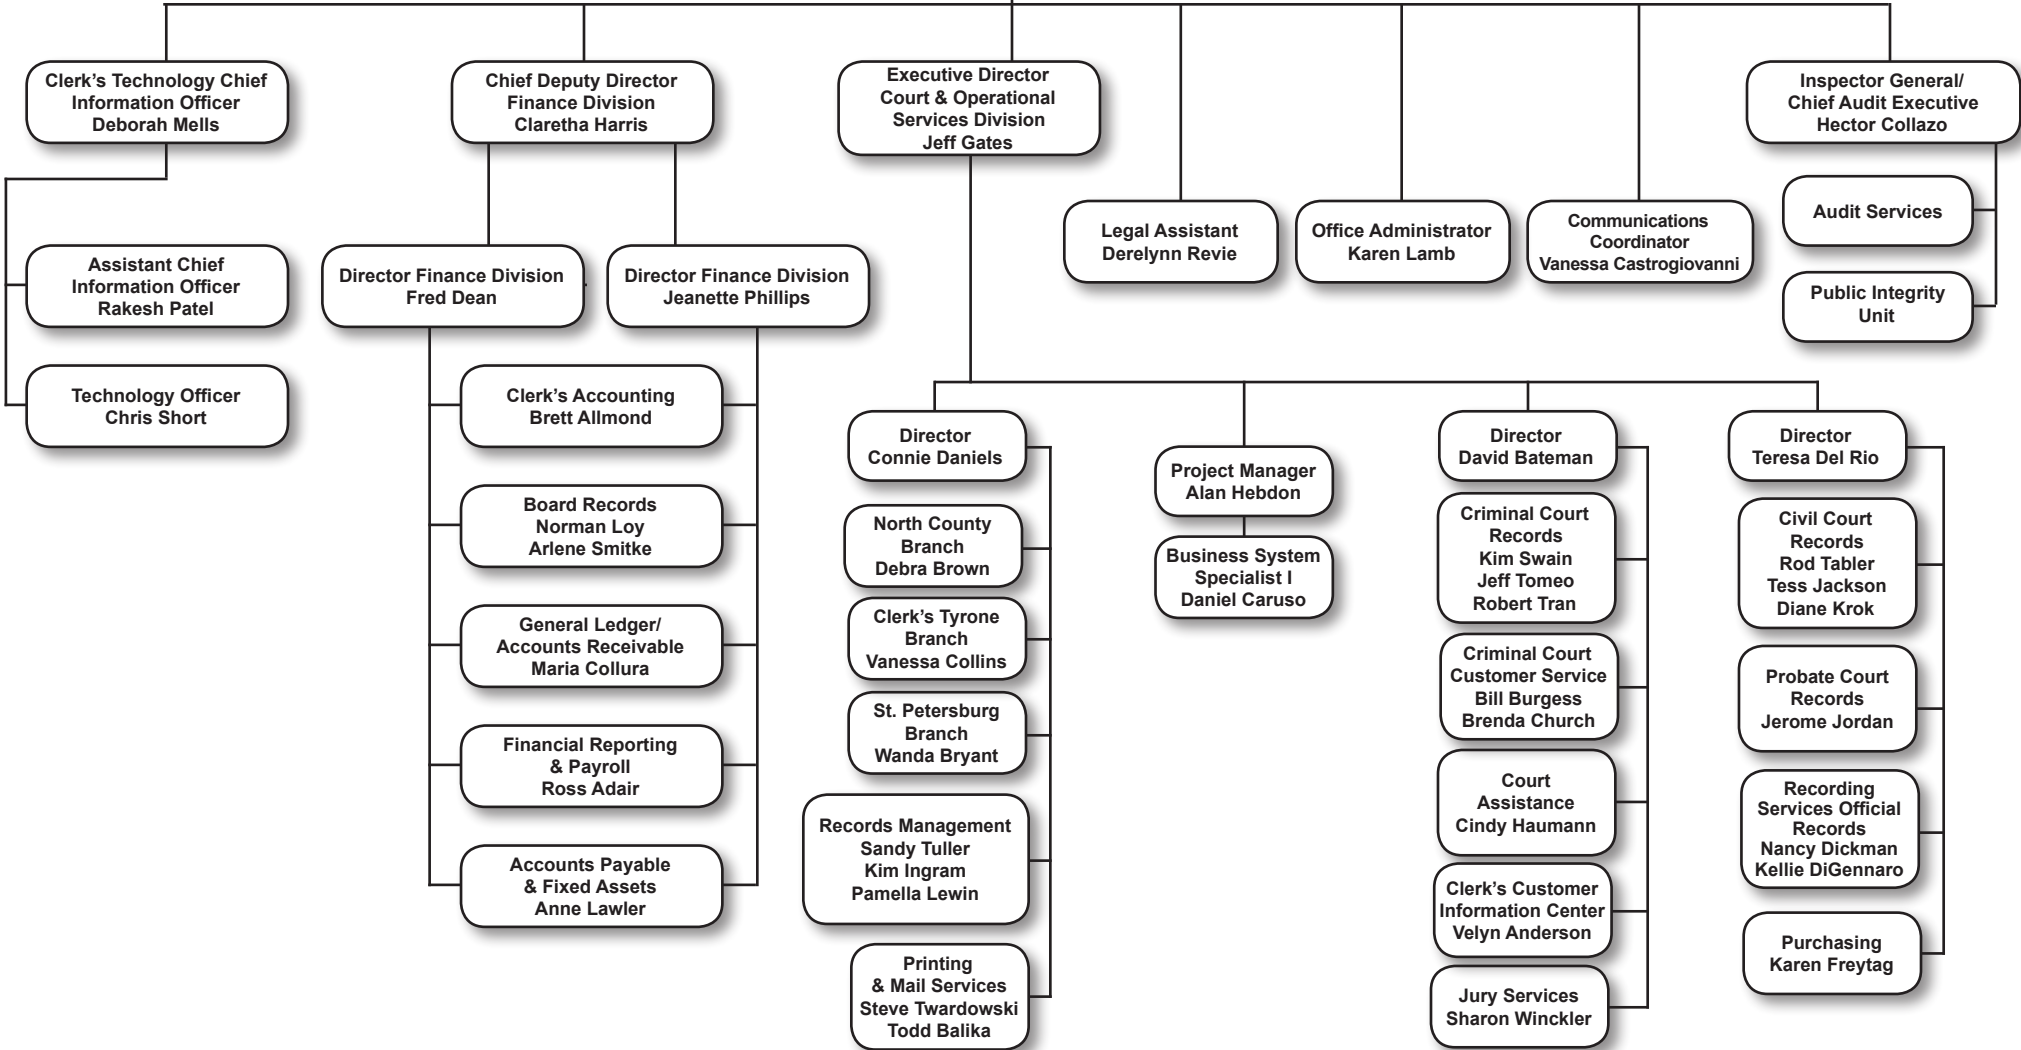 Clerk’s Technology Chief
Information Officer
Deborah Mells
Chief Deputy Director
Finance Division
Claretha Harris
Executive Director
Court & Operational
Services Division
Jeff Gates
Inspector General/
Chief Audit Executive
Hector Collazo
Legal Assistant
Derelynn Revie
Office Administrator
Karen Lamb
Communications
Coordinator
Vanessa Castrogiovanni
Audit Services
Public Integrity
Unit
Assistant Chief
Information Officer
Rakesh Patel
Technology Officer
Chris Short
Director Finance Division
Fred Dean
Director Finance Division
Jeanette Phillips
Clerk’s Accounting
Brett Allmond
Board Records
Norman Loy
Arlene Smitke
General Ledger/
Accounts Receivable
Maria Collura
Financial Reporting
& Payroll
Ross Adair
Accounts Payable
& Fixed Assets
Anne Lawler
Director
Connie Daniels
North County
Branch
Debra Brown
Clerk’s Tyrone
Branch
Vanessa Collins
St. Petersburg
Branch
Wanda Bryant
Records Management
Sandy Tuller
Kim Ingram
Pamella Lewin
Printing
& Mail Services
Steve Twardowski
Todd Balika
Project Manager
Alan Hebdon
Business System
Specialist I
Daniel Caruso
Director
David Bateman
Criminal Court
Records
Kim Swain
Jeff Tomeo
Robert Tran
Criminal Court
Customer Service
Bill Burgess
Brenda Church
Court
Assistance
Cindy Haumann
Clerk’s Customer
Information Center
Velyn Anderson
Jury Services
Sharon Winckler
Director
Teresa Del Rio
Civil Court
Records
Rod Tabler
Tess Jackson
Diane Krok
Probate Court
Records
Jerome Jordan
Recording
Services Official
Records
Nancy Dickman
Kellie DiGennaro
Purchasing
Karen Freytag